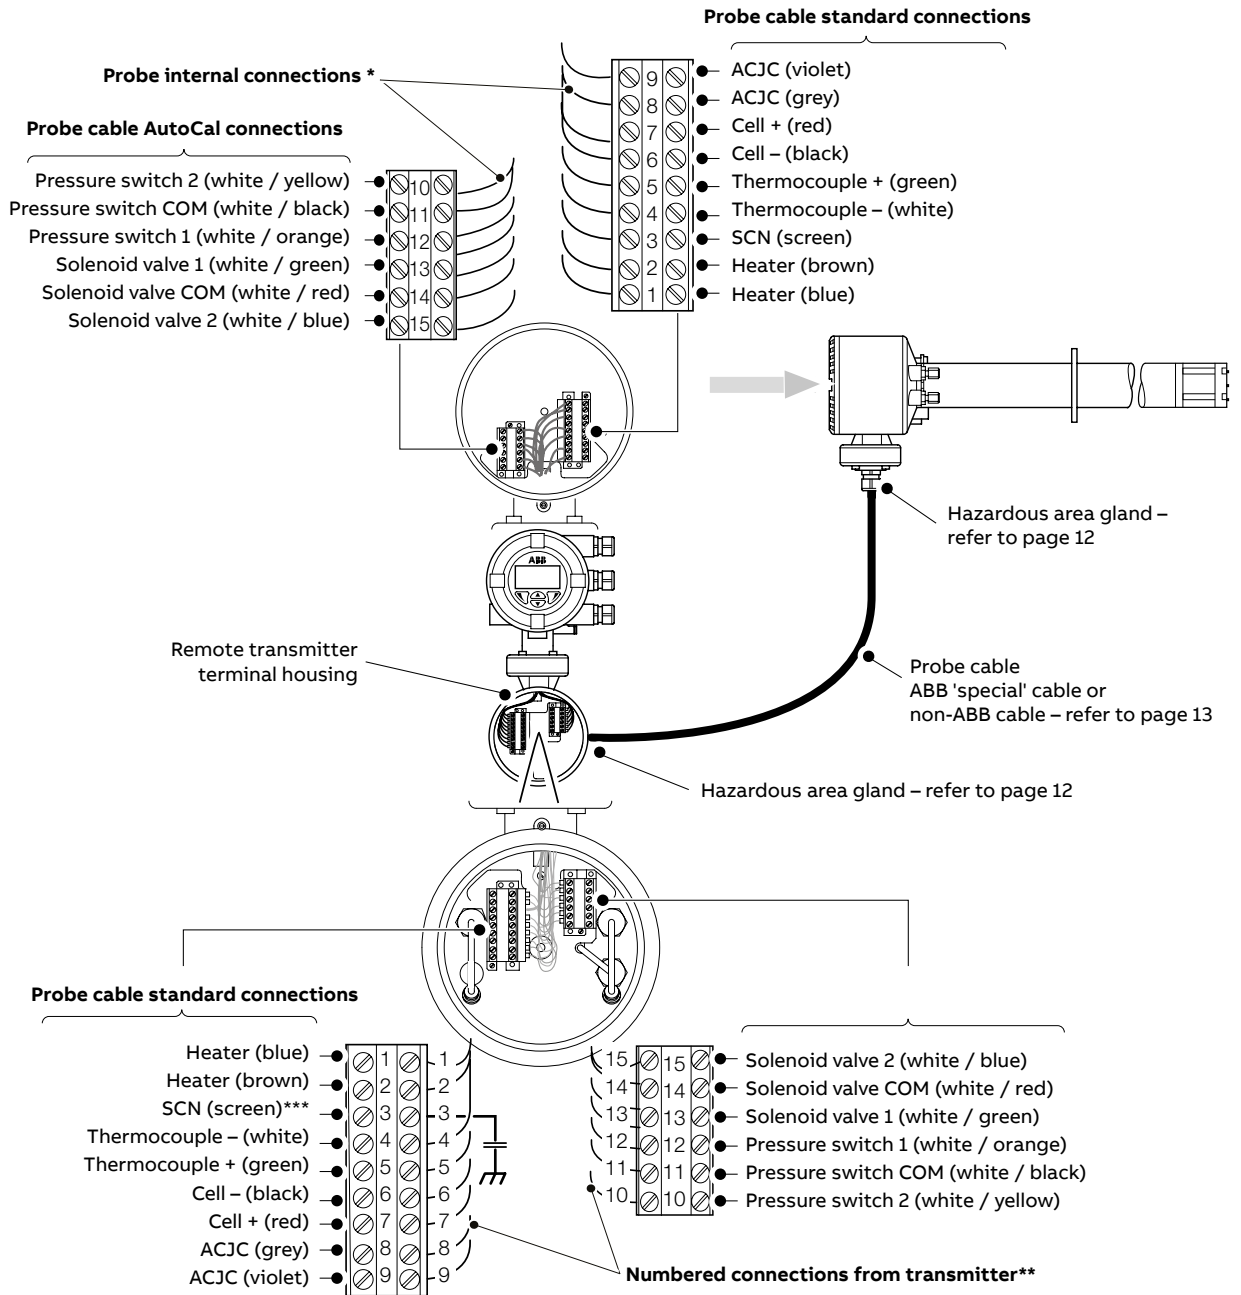 Probe cable standard connections
Probe internal connections *
ACJC (violet)
ACJC (grey)
Cell + (red)
Cell – (black)
Thermocouple + (green)
Thermocouple – (white)
SCN (screen)
Heater (brown)
Heater (blue)
9
8
7
6
5
4
3
2
1
Probe cable AutoCal connections
Pressure switch 2 (white / yellow)
Pressure switch COM (white / black)
Pressure switch 1 (white / orange)
Solenoid valve 1 (white / green)
Solenoid valve COM (white / red)
Solenoid valve 2 (white / blue)
10
11
12
13
14
15
Hazardous area gland –
refer to page 12
ABB
Remote transmitter
terminal housing
Probe cable
ABB 'special' cable or
non-ABB cable – refer to page 13
Hazardous area gland – refer to page 12
Probe cable standard connections
Heater (blue)
Heater (brown)
SCN (screen)***
Thermocouple – (white)
Thermocouple + (green)
Cell – (black)
Cell + (red)
ACJC (grey)
ACJC (violet)
1 1
2 2
3 3
4 4
5 5
6 6
7 7
8 8
9 9
15 15
14 14
13 13
12 12
11 11
10 10
Solenoid valve 2 (white / blue)
Solenoid valve COM (white / red)
Solenoid valve 1 (white / green)
Pressure switch 1 (white / orange)
Pressure switch COM (white / black)
Pressure switch 2 (white / yellow)
Numbered connections from transmitter**